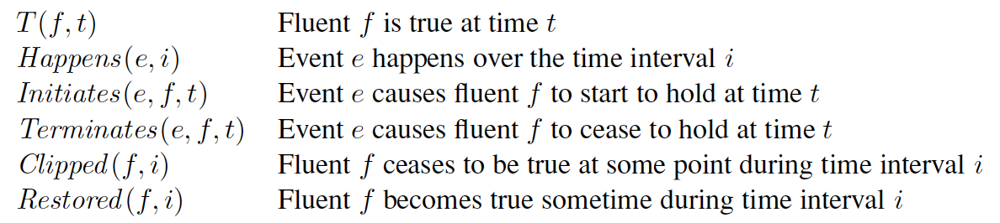 T(f, t) Fluent f is true at time t
Happens(e, i) Event e happens over the time interval i
Initiates(e, f, t) Event e causes fluent f to start to hold at time t
Terminates(e, f, t) Event e causes fluent f to cease to hold at time t
Clipped(f, i) Fluent f ceases to be true at some point during time interval i
Restored(f, i) Fluent f becomes true sometime during time interval i